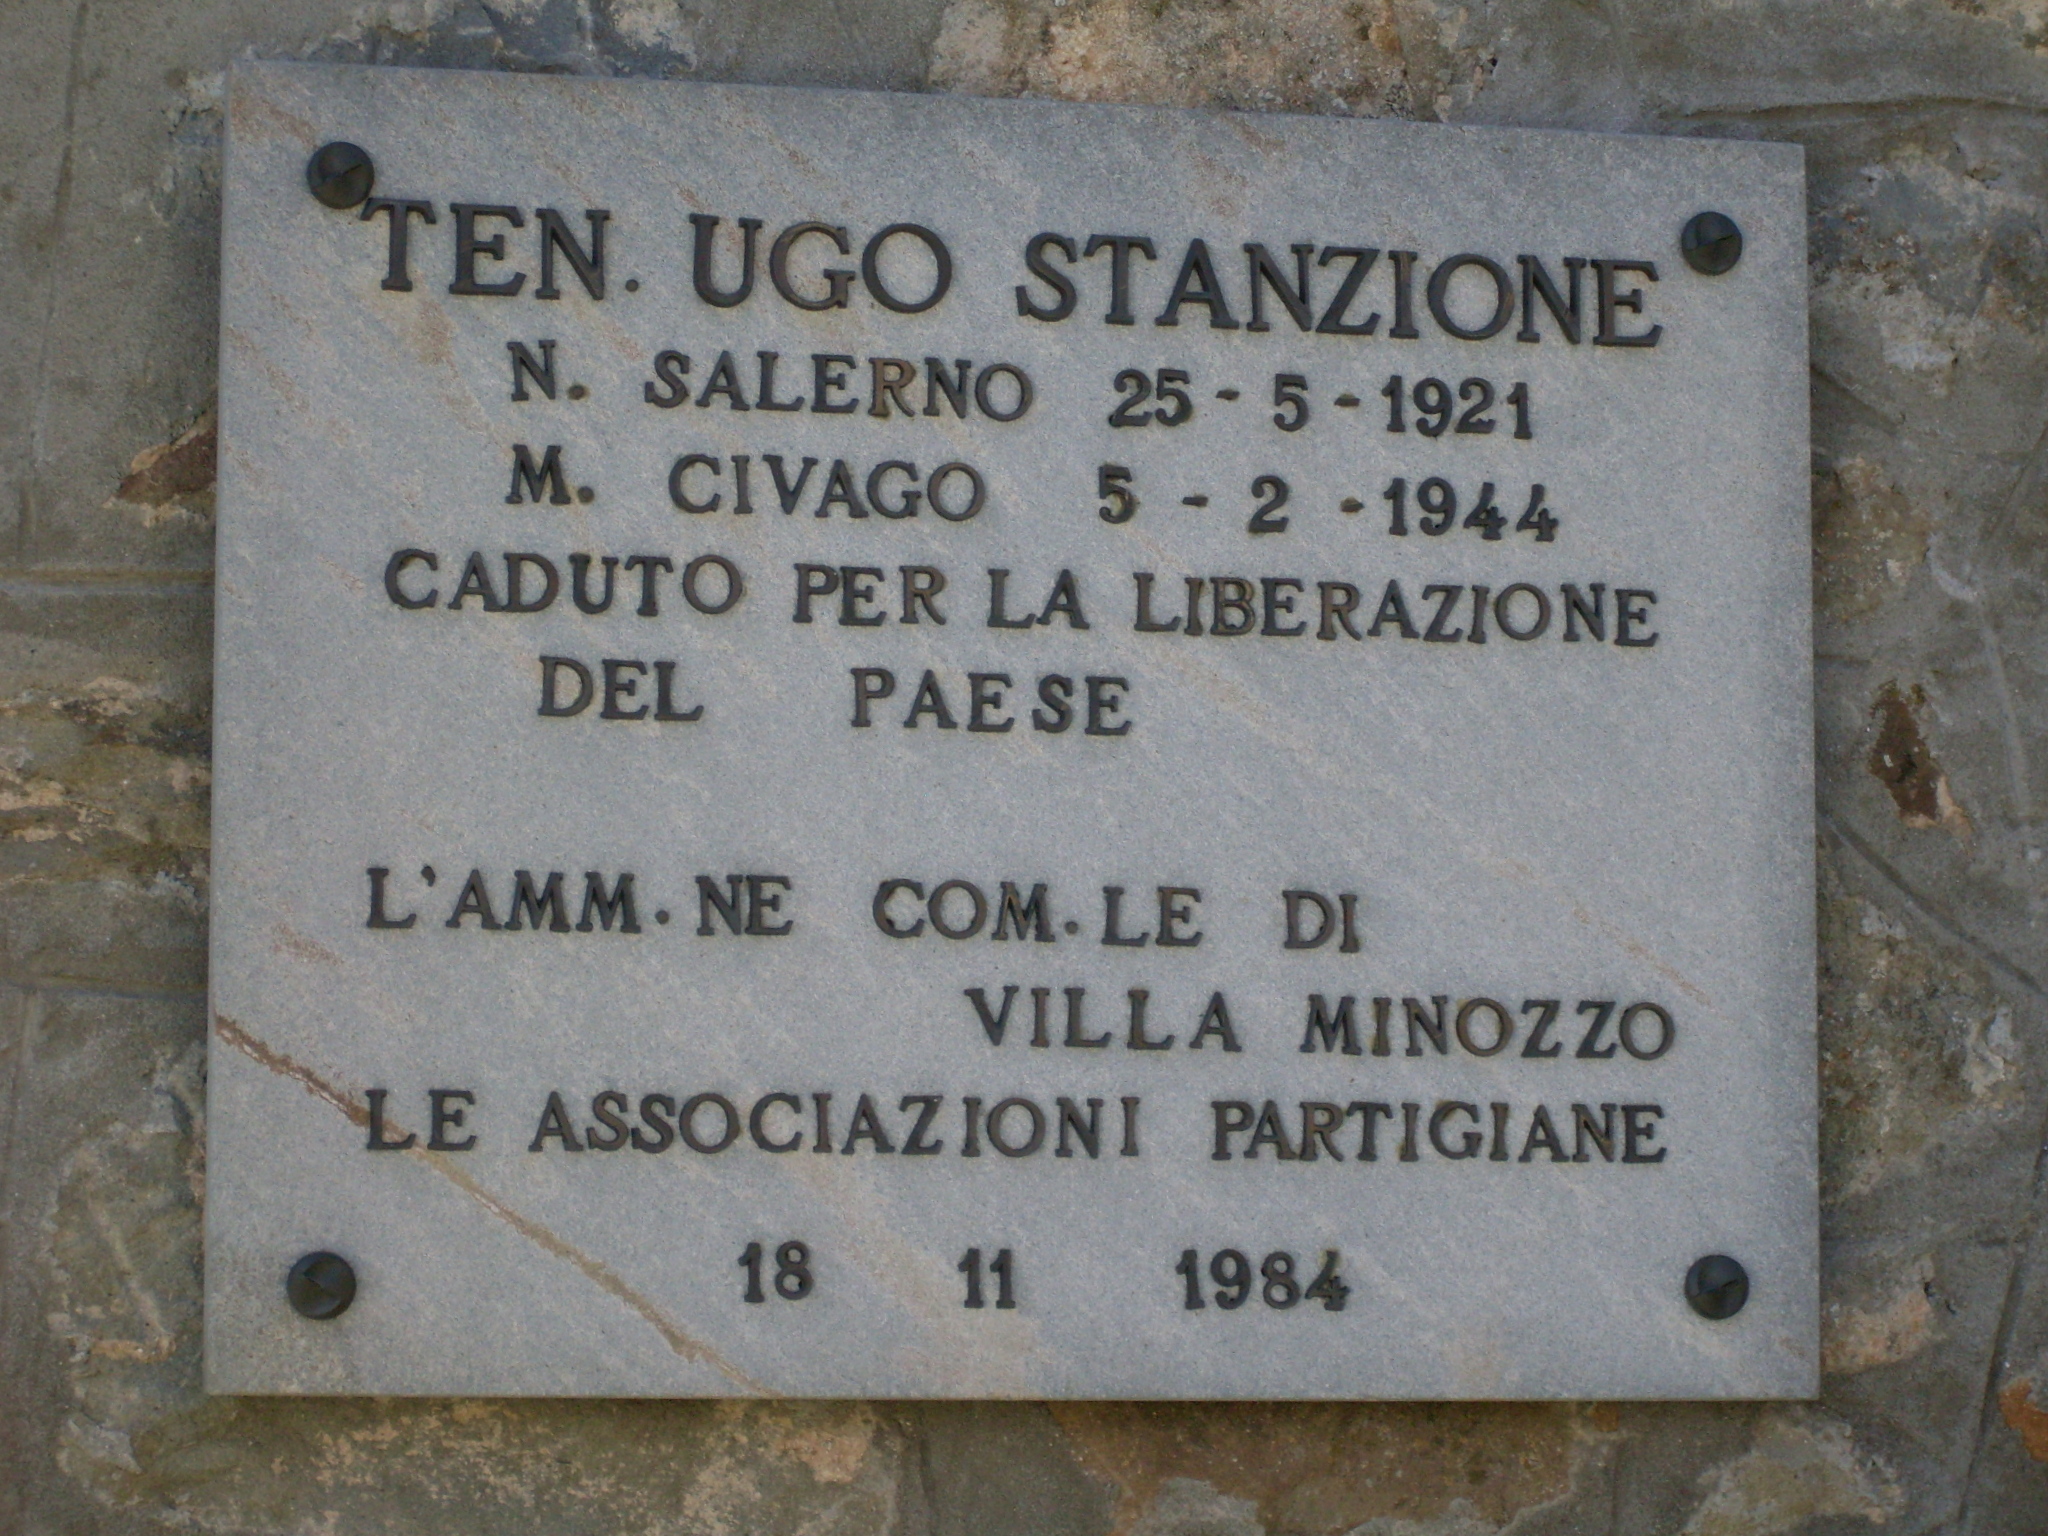 TEN. UGO STANZIONE
N. SALERNO 25-5-1921
M. CIVAGO 5-2-1944
CADUTO PER LA LIBERAZIONE
DEL PAESE
L'AMM.NE COM.LE DI
VILLA MINOZZO
LE ASSOCIAZIONI PARTIGIANE
18 11 1984